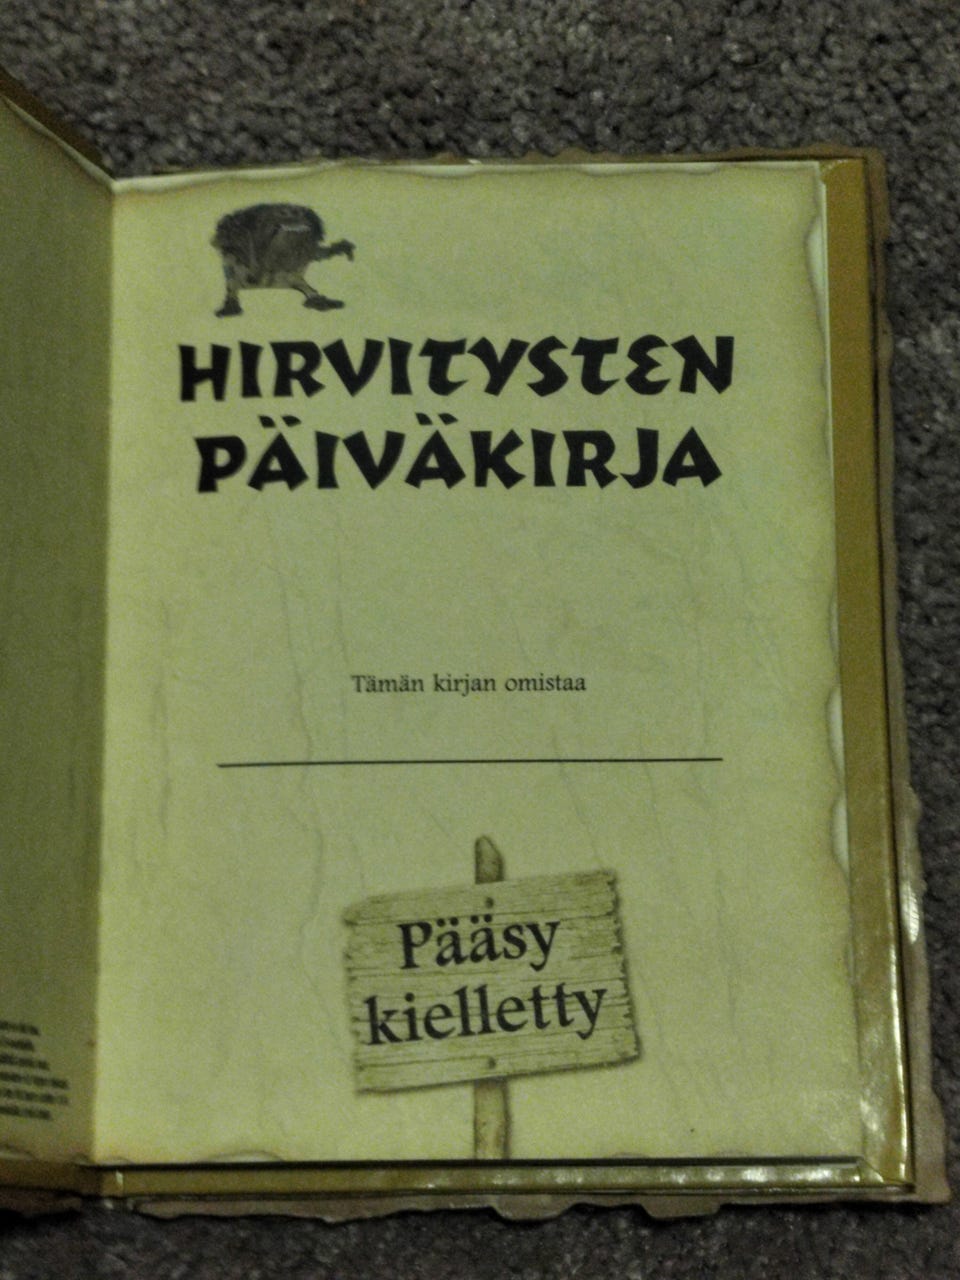 HIRVITYSTEN
PÄIVÄKIRJA
Tämän kirjan omistaa
Pääsy
kielletty